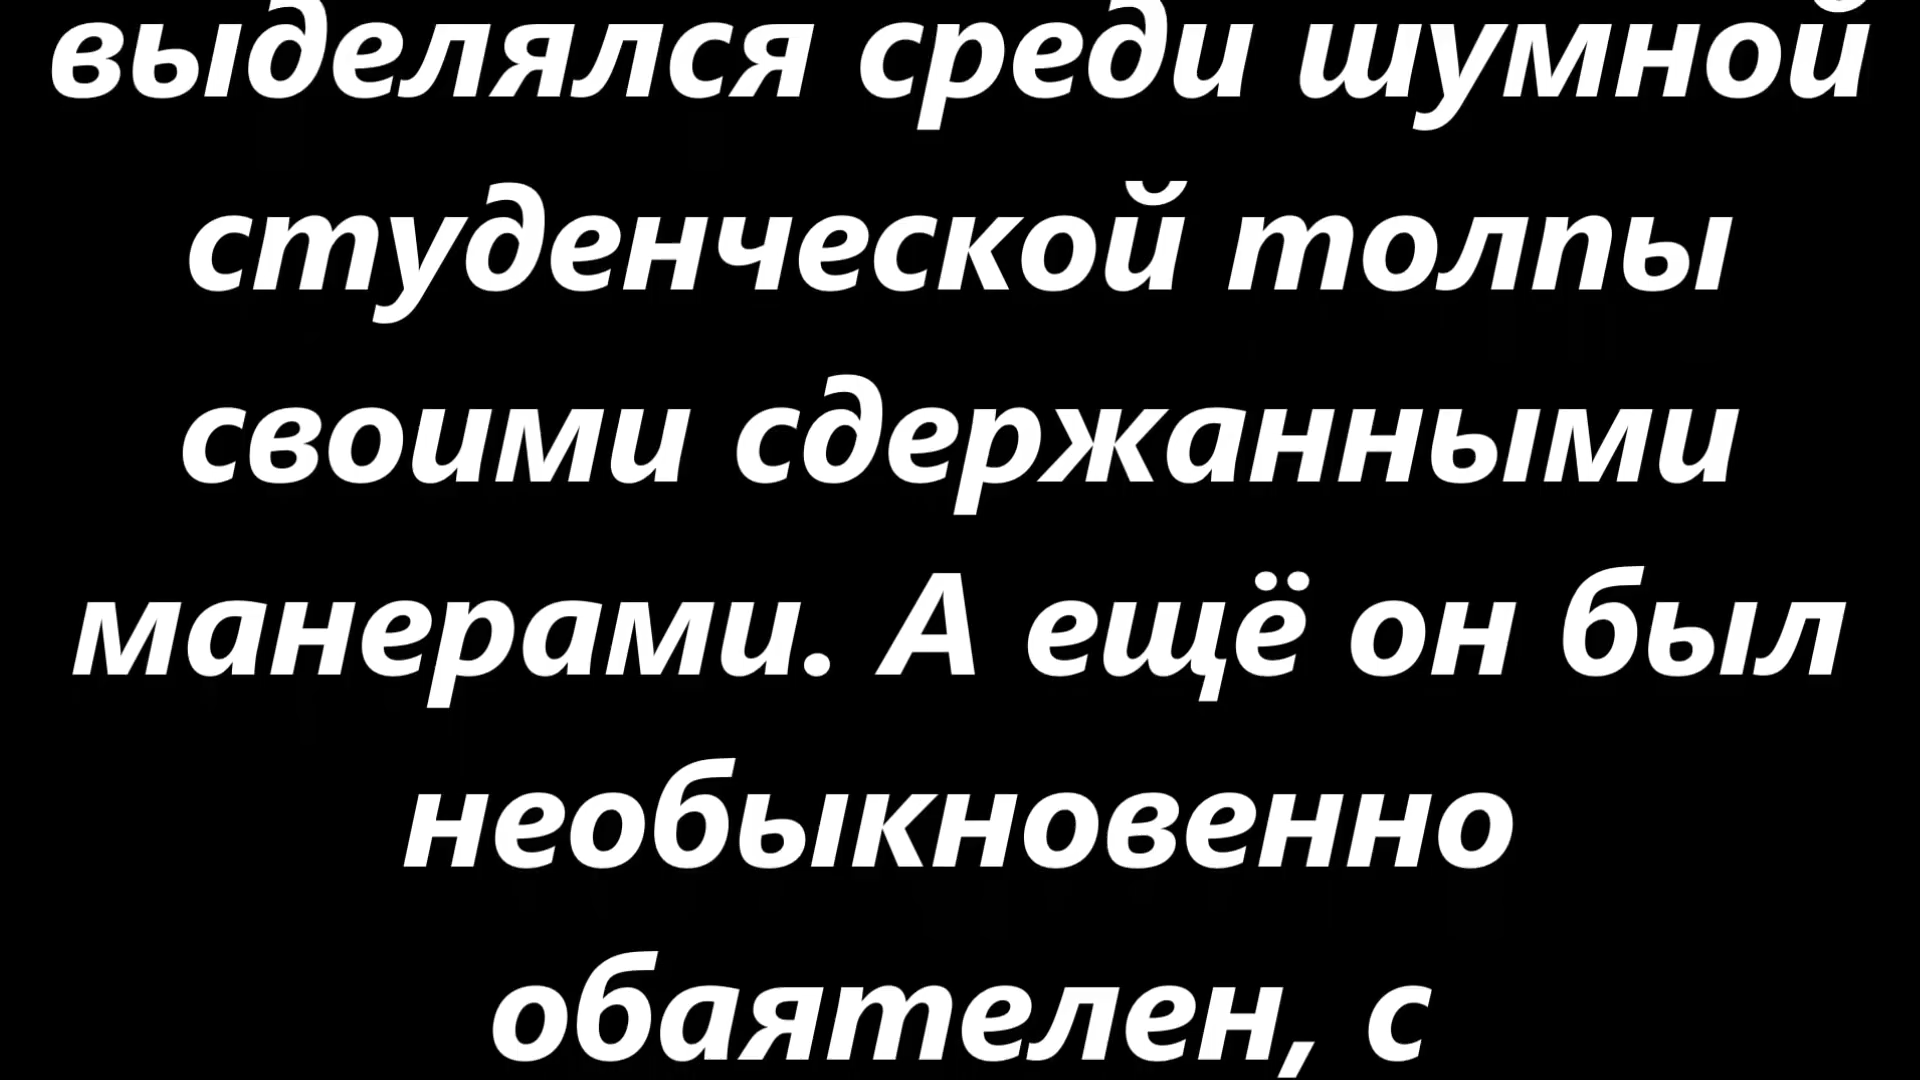 выделялся среди шумной
студенческой толпы
своими сдержанными
манерами. А ещё он был
необыкновенно
обаятелен, с